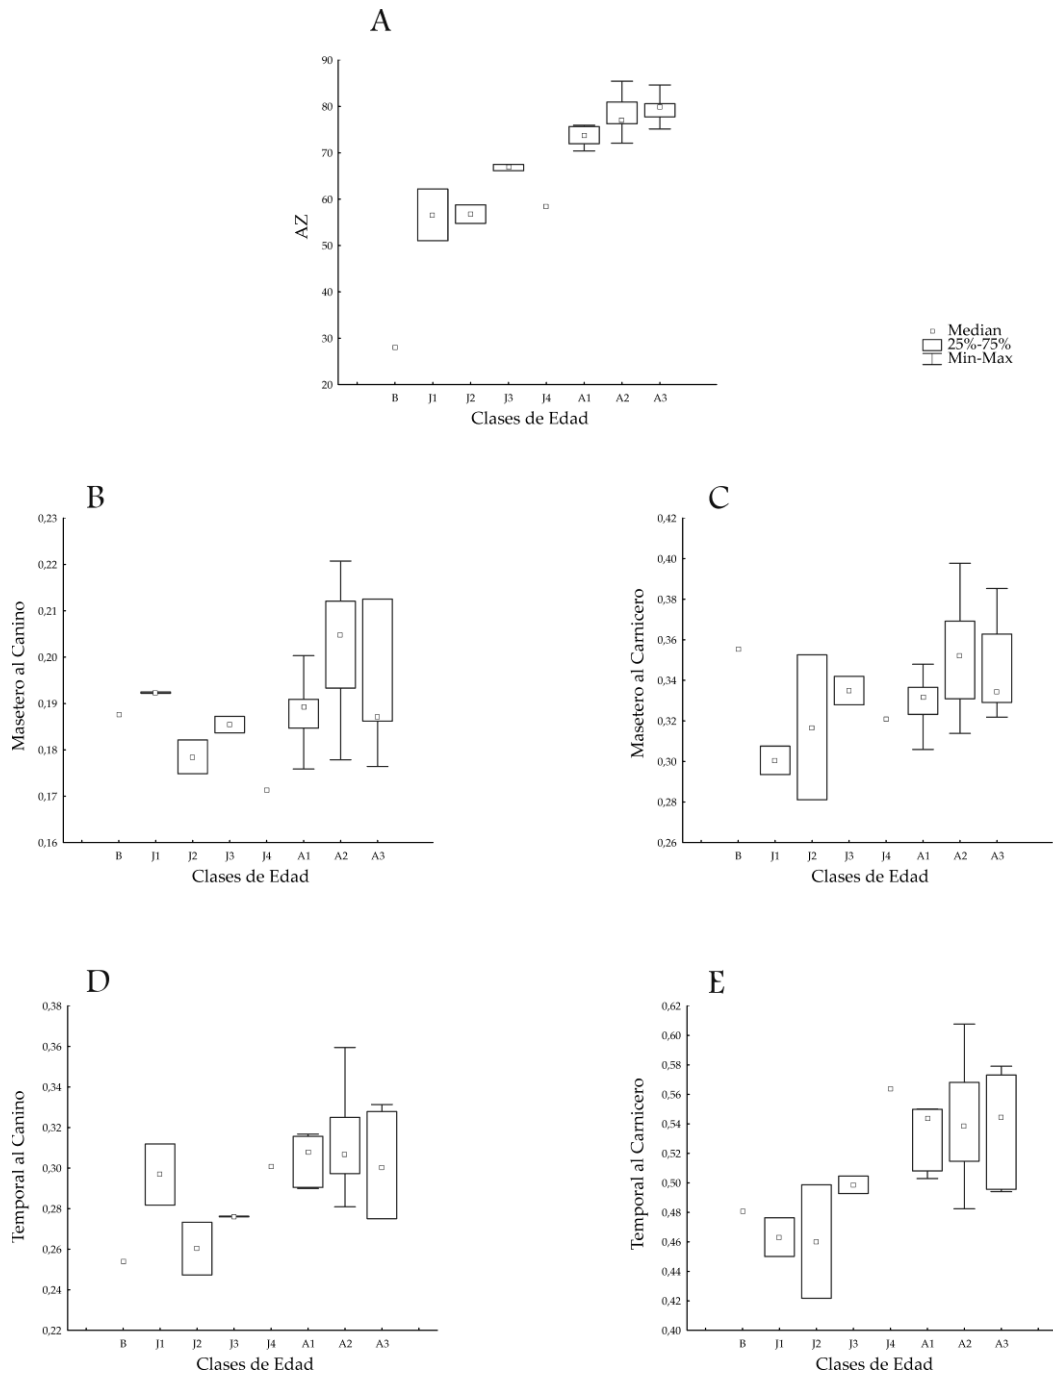 A
90
80
70
60
50
40
30
20
AZ
B J1 J2 J3 J4 A1 A2 A3
Clases de Edad
Median
25%-75%
Min-Max
B
0,23
0,22
0,21
0,20
0,19
0,18
0,17
0,16
Masetero al Canino
B J1 J2 J3 J4 A1 A2 A3
Clases de Edad
C
0,42
0,40
0,38
0,36
0,34
0,32
0,30
0,28
0,26
Masetero al Carnicero
B J1 J2 J3 J4 A1 A2 A3
Clases de Edad
D
0,38
0,36
0,34
0,32
0,30
0,28
0,26
0,24
0,22
Temporal al Canino
B J1 J2 J3 J4 A1 A2 A3
Clases de Edad
E
0,62
0,60
0,58
0,56
0,54
0,52
0,50
0,48
0,46
0,44
0,42
0,40
Temporal al Carnicero
B J1 J2 J3 J4 A1 A2 A3
Clases de Edad